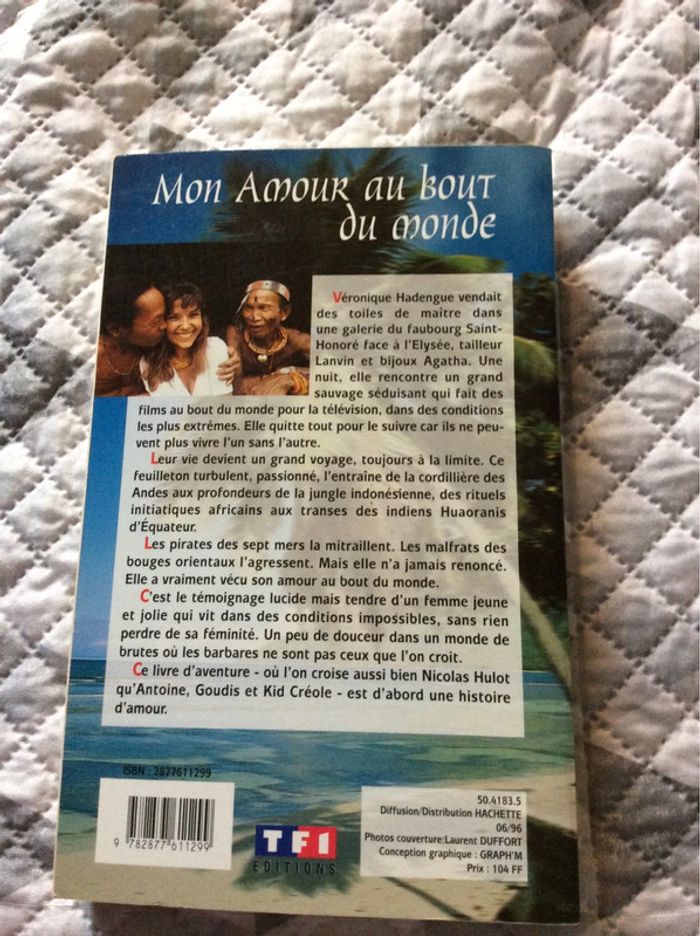 Mon Amour au bout
du monde
Véronique Hadengue vendait
des toiles de maître dans
une galerie du faubourg Saint-
Honoré face à l'Elysée, tailleur
Lanvin et bijoux Agatha. Une
nuit, elle rencontre un grand
sauvage séduisant qui fait des
films au bout du monde pour la télévision, dans des conditions
les plus extrêmes. Elle quitte tout pour le suivre car ils ne peu-
vent plus vivre l'un sans l'autre.
Leur vie devient un grand voyage, toujours à la limite. Ce
feuilleton turbulent, passionné, l'entraîne de la cordillière des
Andes aux profondeurs de la jungle indonésienne, des rituels
initiatiques africains aux transes des indiens Huaoranis
d'Équateur.
Les pirates des sept mers la mitraillent. Les malfrats des
bouges orientaux l'agressent. Mais elle n'a jamais renoncé.
Elle a vraiment vécu son amour au bout du monde.
C'est le témoignage lucide mais tendre d'un femme jeune
et jolie qui vit dans des conditions impossibles, sans rien
perdre de sa féminité. Un peu de douceur dans un monde de
brutes où les barbares ne sont pas ceux que l'on croit.
Ce livre d'aventure - où l'on croise aussi bien Nicolas Hulot
qu'Antoine, Goudis et Kid Créole - est d'abord une histoire
d'amour.
ISBN : 2877611299
9 782877 611299
TF1
EDITIONS
50.4183.5
Diffusion/Distribution HACHETTE
06/96
Photos couverture:Laurent DUFFORT
Conception graphique : GRAPH'M
Prix : 104 FF